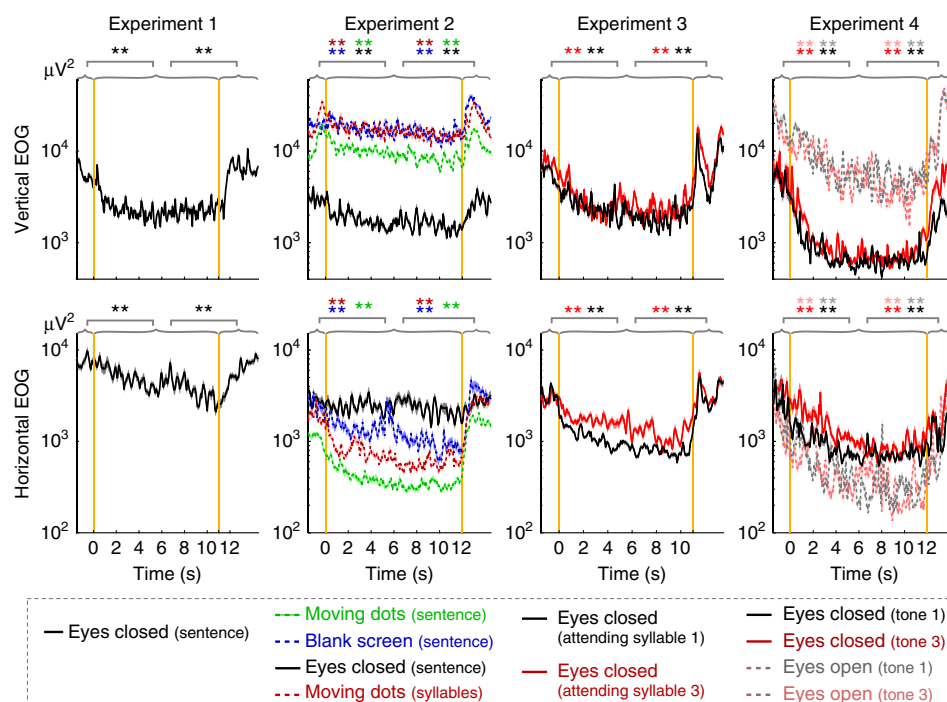 Experiment 1 Experiment 2 Experiment 3 Experiment 4
** ** ** ** ** ** ** ** ** ** ** ** ** **
** ** ** ** ** ** ** **
μV²
Vertical EOG
10⁴ 10⁴ 10⁴ 10⁴
10³ 10³ 10³ 10³
** ** ** ** ** ** ** ** ** ** ** ** ** **
** ** ** ** ** **
μV²
Horizontal EOG
10⁴ 10⁴ 10⁴ 10⁴
10³ 10³ 10³ 10³
10² 10² 10² 10²
0 2 4 6 8 10 12 0 2 4 6 8 10 12 0 2 4 6 8 10 0 2 4 6 8 10 12
Time (s) Time (s) Time (s) Time (s)
Eyes closed (sentence)
Moving dots (sentence)
Blank screen (sentence)
Eyes closed (sentence)
Moving dots (syllables)
Eyes closed
(attending syllable 1)
Eyes closed
(attending syllable 3)
Eyes closed (tone 1)
Eyes closed (tone 3)
Eyes open (tone 1)
Eyes open (tone 3)